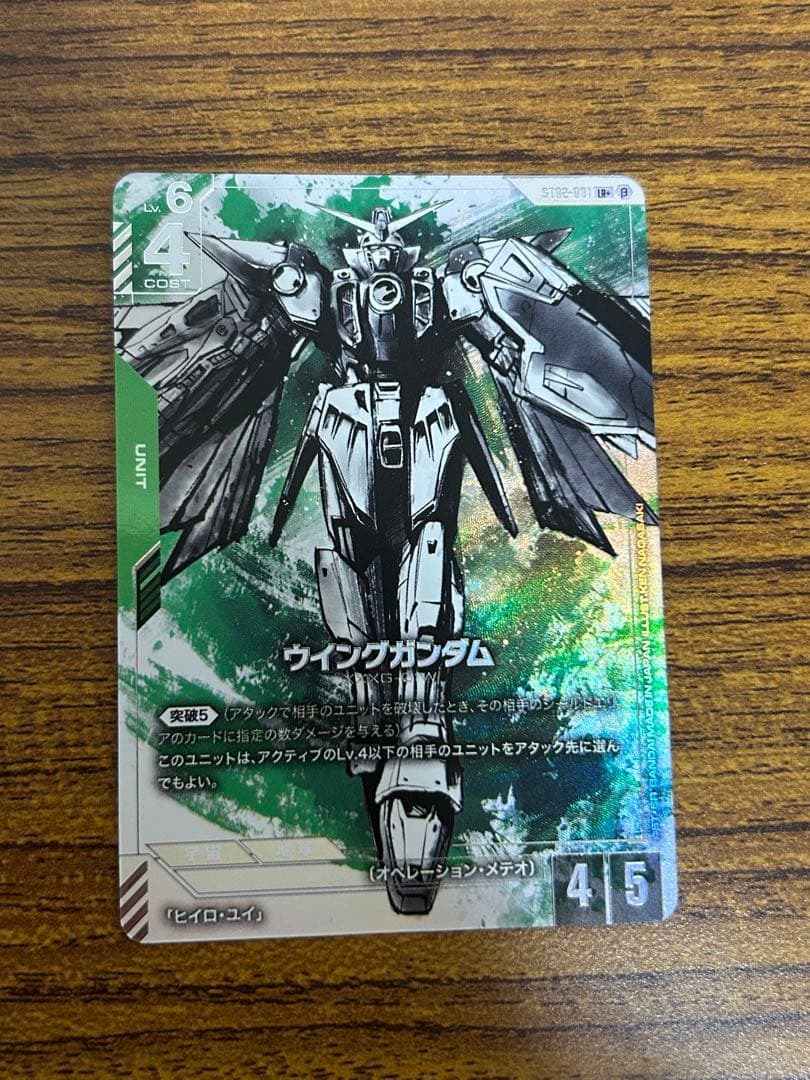 Lv. 6
4
COST
ST02-001 LR+ β
UNIT
ウイングガンダム
XXXG-01W
突破5 (アタックで相手のユニットを破壊したとき、その相手のシールドエリ
アのカードに指定の数ダメージを与える)
このユニットは、アクティブのLv.4以下の相手のユニットをアタック先に選ん
でもよい。
宇宙 地球
(オペレーション・メテオ)
4 5
「ヒイロ・ユイ」
MADE IN JAPAN